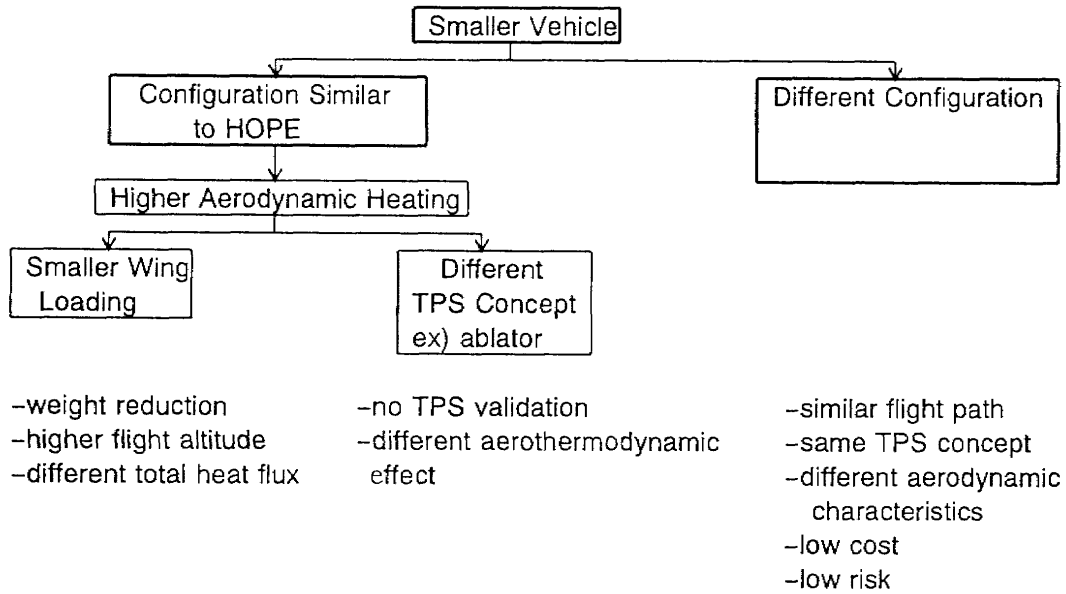 Smaller Vehicle
Configuration Similar
to HOPE
Different Configuration
Higher Aerodynamic Heating
Smaller Wing
Loading
Different
TPS Concept
ex) ablator
–weight reduction
–higher flight altitude
–different total heat flux
–no TPS validation
–different aerothermodynamic
effect
–similar flight path
–same TPS concept
–different aerodynamic
characteristics
–low cost
–low risk